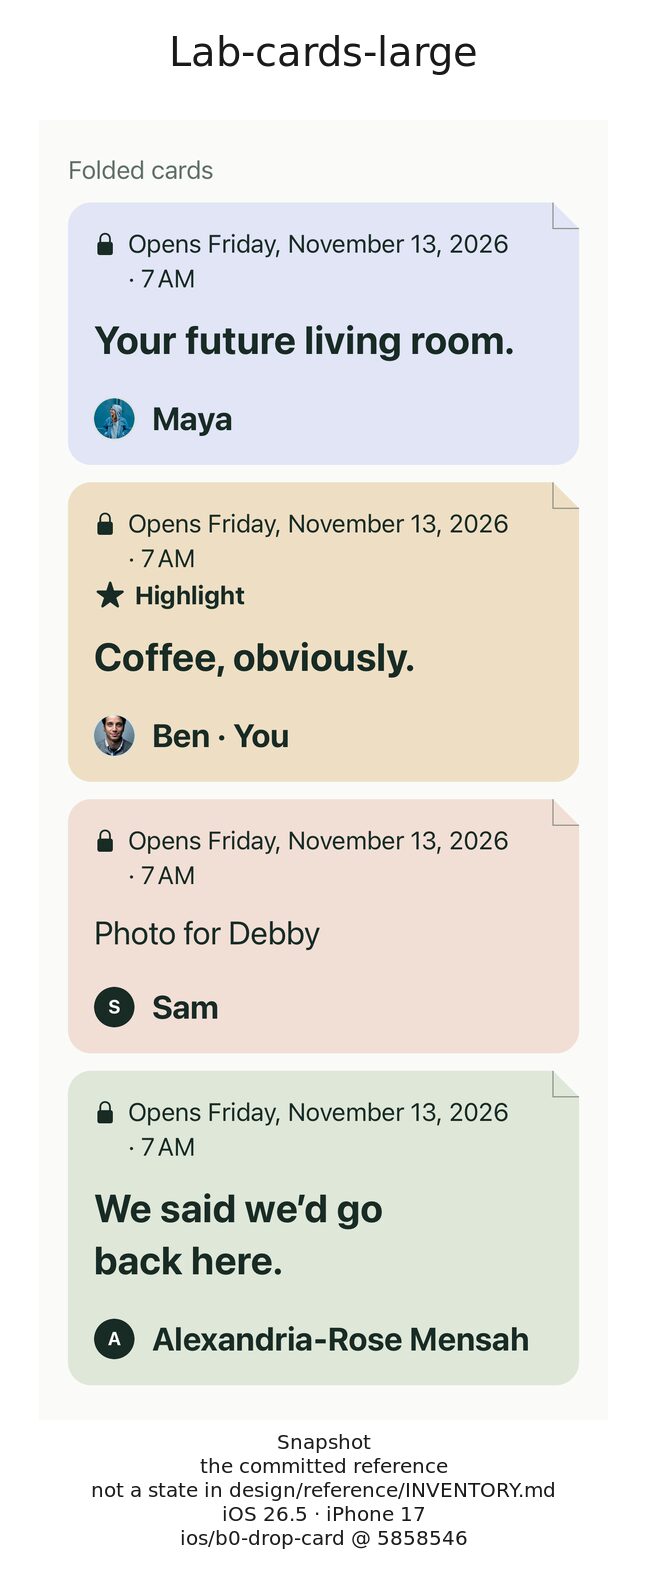 Lab-cards-large
Folded cards
Opens Friday, November 13, 2026
· 7 AM
Your future living room.
Maya
Opens Friday, November 13, 2026
· 7 AM
Highlight
Coffee, obviously.
Ben · You
Opens Friday, November 13, 2026
· 7 AM
Photo for Debby
S Sam
Opens Friday, November 13, 2026
· 7 AM
We said we’d go
back here.
A Alexandria-Rose Mensah
Snapshot
the committed reference
not a state in design/reference/INVENTORY.md
iOS 26.5 · iPhone 17
ios/b0-drop-card @ 5858546